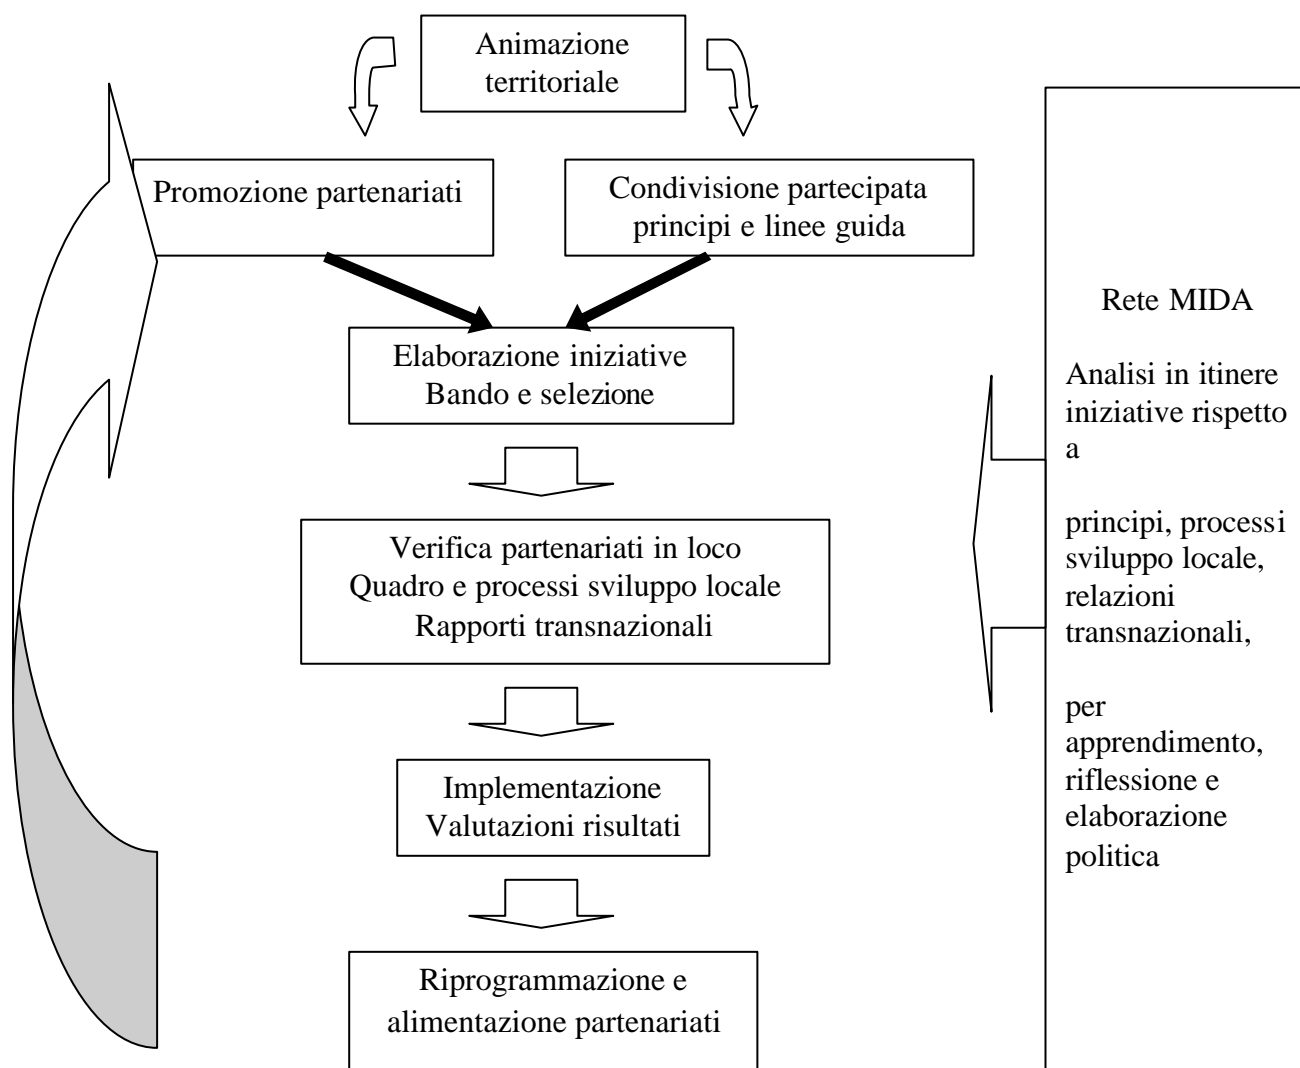 Animazione
territoriale
Promozione partenariati
Condivisione partecipata
principi e linee guida
Elaborazione iniziative
Bando e selezione
Verifica partenariati in loco
Quadro e processi sviluppo locale
Rapporti transnazionali
Implementazione
Valutazioni risultati
Riprogrammazione e
alimentazione partenariati
Rete MIDA
Analisi in itinere
iniziative rispetto
a
principi, processi
sviluppo locale,
relazioni
transnazionali,
per
apprendimento,
riflessione e
elaborazione
politica